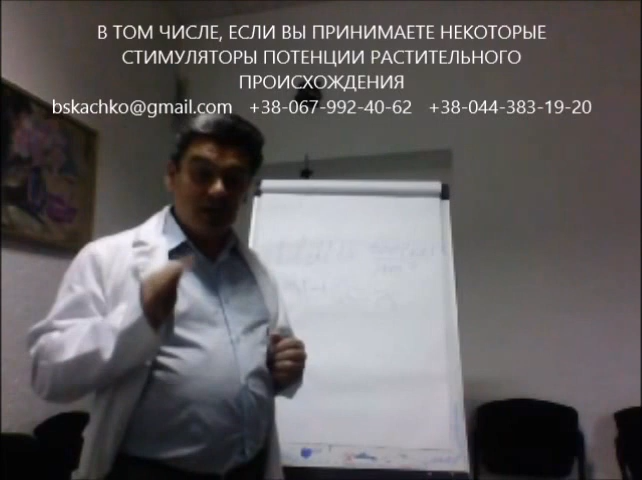 В ТОМ ЧИСЛЕ, ЕСЛИ ВЫ ПРИНИМАЕТЕ НЕКОТОРЫЕ
СТИМУЛЯТОРЫ ПОТЕНЦИИ РАСТИТЕЛЬНОГО
ПРОИСХОЖДЕНИЯ
bskachko@gmail.com +38-067-992-40-62 +38-044-383-19-20